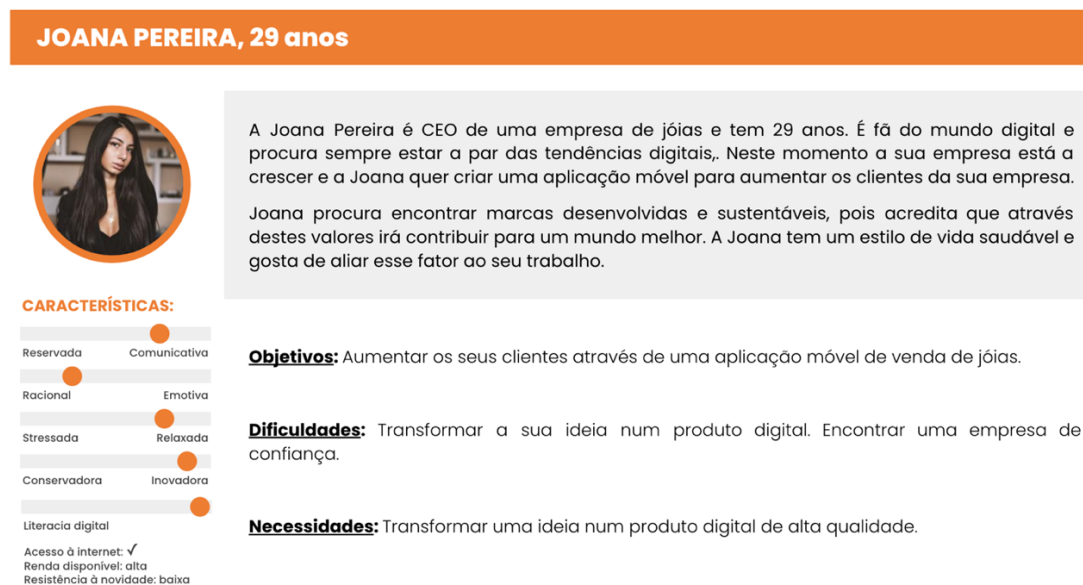 JOANA PEREIRA, 29 anos
A Joana Pereira é CEO de uma empresa de jóias e tem 29 anos. É fã do mundo digital e
procura sempre estar a par das tendências digitais,. Neste momento a sua empresa está a
crescer e a Joana quer criar uma aplicação móvel para aumentar os clientes da sua empresa.
Joana procura encontrar marcas desenvolvidas e sustentáveis, pois acredita que através
destes valores irá contribuir para um mundo melhor. A Joana tem um estilo de vida saudável e
gosta de aliar esse fator ao seu trabalho.
CARACTERÍSTICAS:
Reservada Comunicativa
Racional Emotiva
Stressada Relaxada
Conservadora Inovadora
Literacia digital
Acesso à internet: ✓
Renda disponível: alta
Resistência à novidade: baixa
Objetivos: Aumentar os seus clientes através de uma aplicação móvel de venda de jóias.
Dificuldades: Transformar a sua ideia num produto digital. Encontrar uma empresa de
confiança.
Necessidades: Transformar uma ideia num produto digital de alta qualidade.